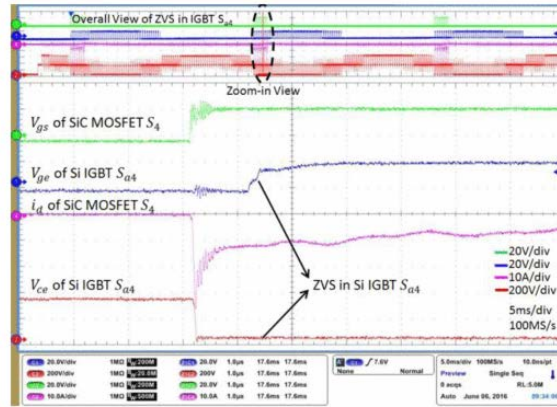 Overall View of ZVS in IGBT Sa4
Zoom-in View
Vgs of SiC MOSFET S4
Vge of Si IGBT Sa4
id of SiC MOSFET S4
Vce of Si IGBT Sa4
ZVS in Si IGBT Sa4
20V/div
20V/div
10A/div
200V/div
5ms/div
100MS/s
20.0V/div 1MΩ 20.0V 1.0µs 17.6ms 17.6ms
200V/div 1MΩ 200V 1.0µs 17.6ms 17.6ms
20.0V/div 1MΩ 20.0V 1.0µs 17.6ms 17.6ms
10.0A/div 1MΩ 10.0A 1.0µs 17.6ms 17.6ms
7.6V
None Normal
5.0ms/div 100MS/s 10.0ns/pt
Preview Single Seq
0 acqs RL:5.0M
Auto June 06, 2016